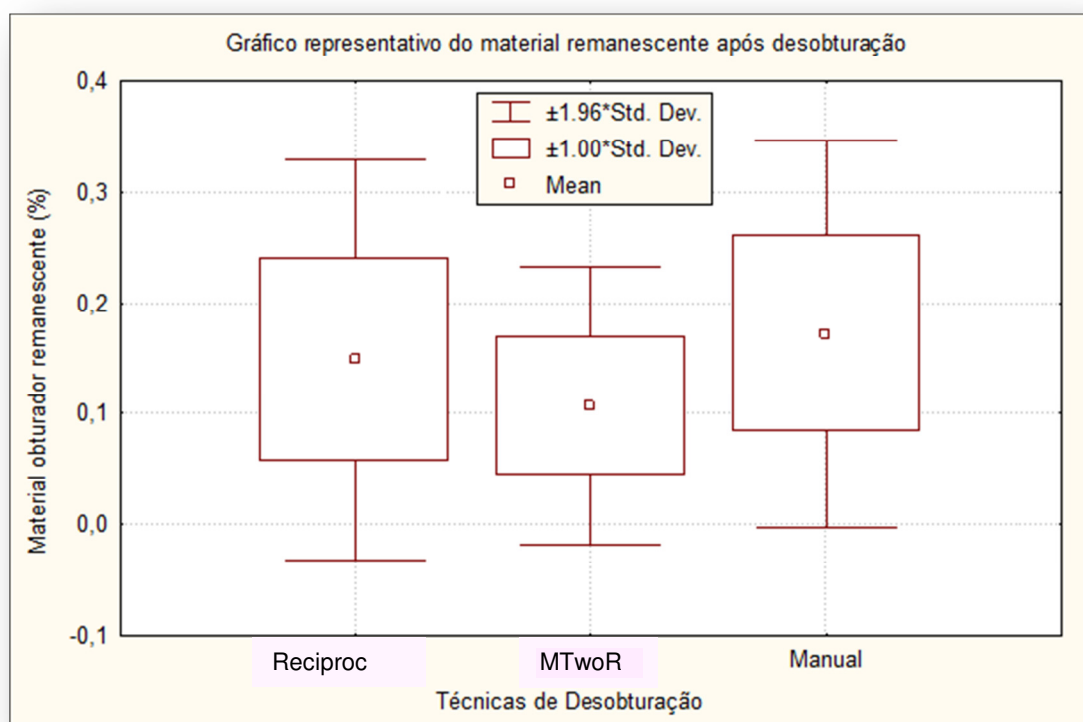 Gráfico representativo do material remanescente após desobturação
±1.96*Std. Dev.
±1.00*Std. Dev.
Mean
Material obturador remanescente (%)
0,4
0,3
0,2
0,1
0,0
-0,1
Reciproc
MTwoR
Manual
Técnicas de Desobturação